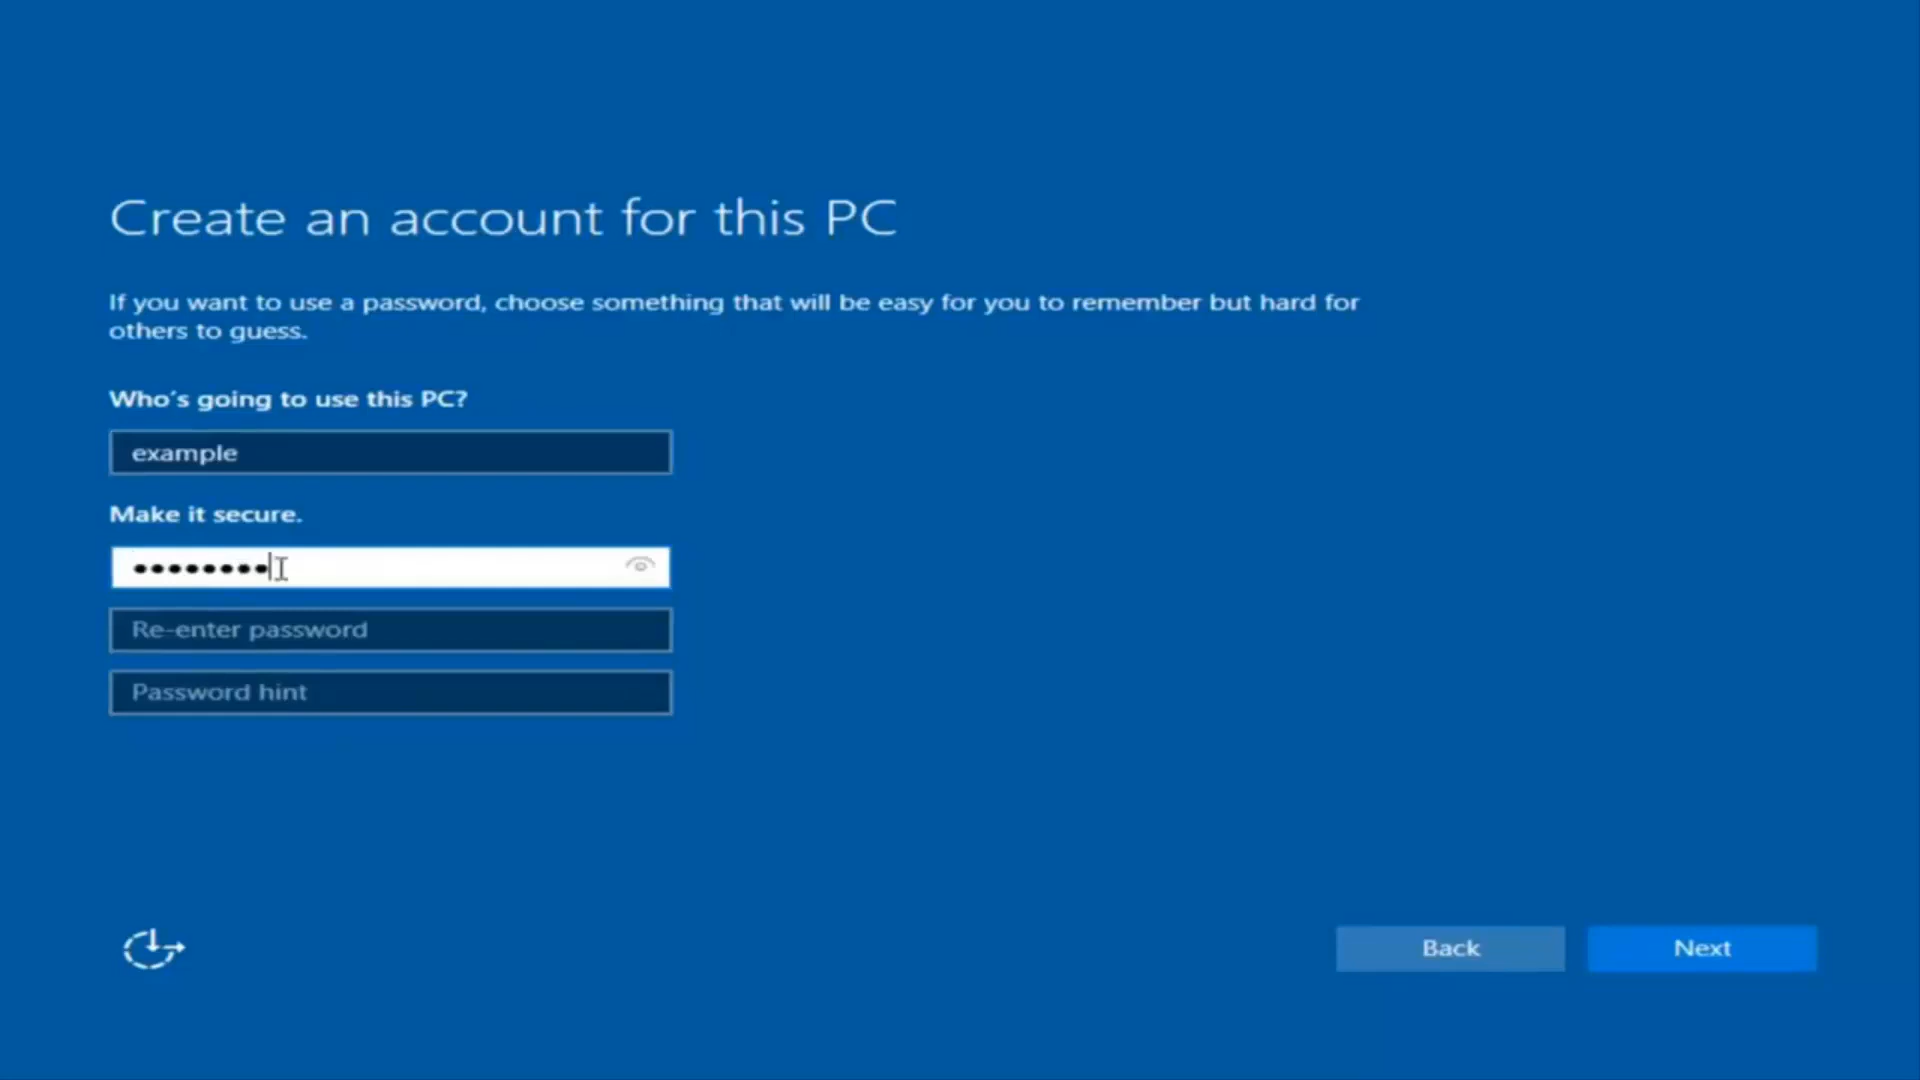 Create an account for this PC
If you want to use a password, choose something that will be easy for you to remember but hard for
others to guess.
Who's going to use this PC?
example
Make it secure.
••••••••
Re-enter password
Password hint
Back
Next